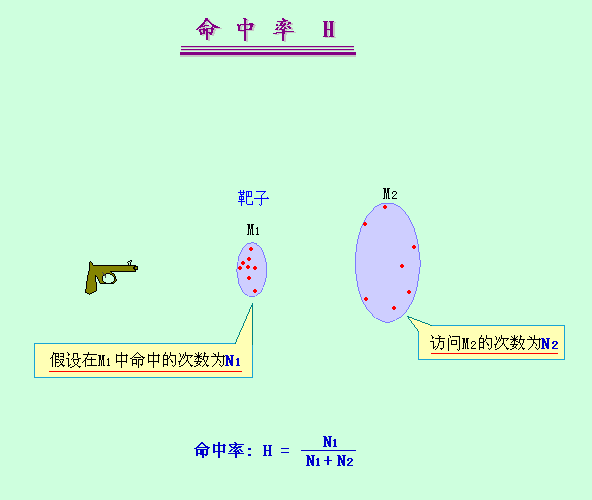 命中率 H
靶子
M2
M1
假设在M1中命中的次数为N1
访问M2的次数为N2
命中率: H = N1
N1 + N2